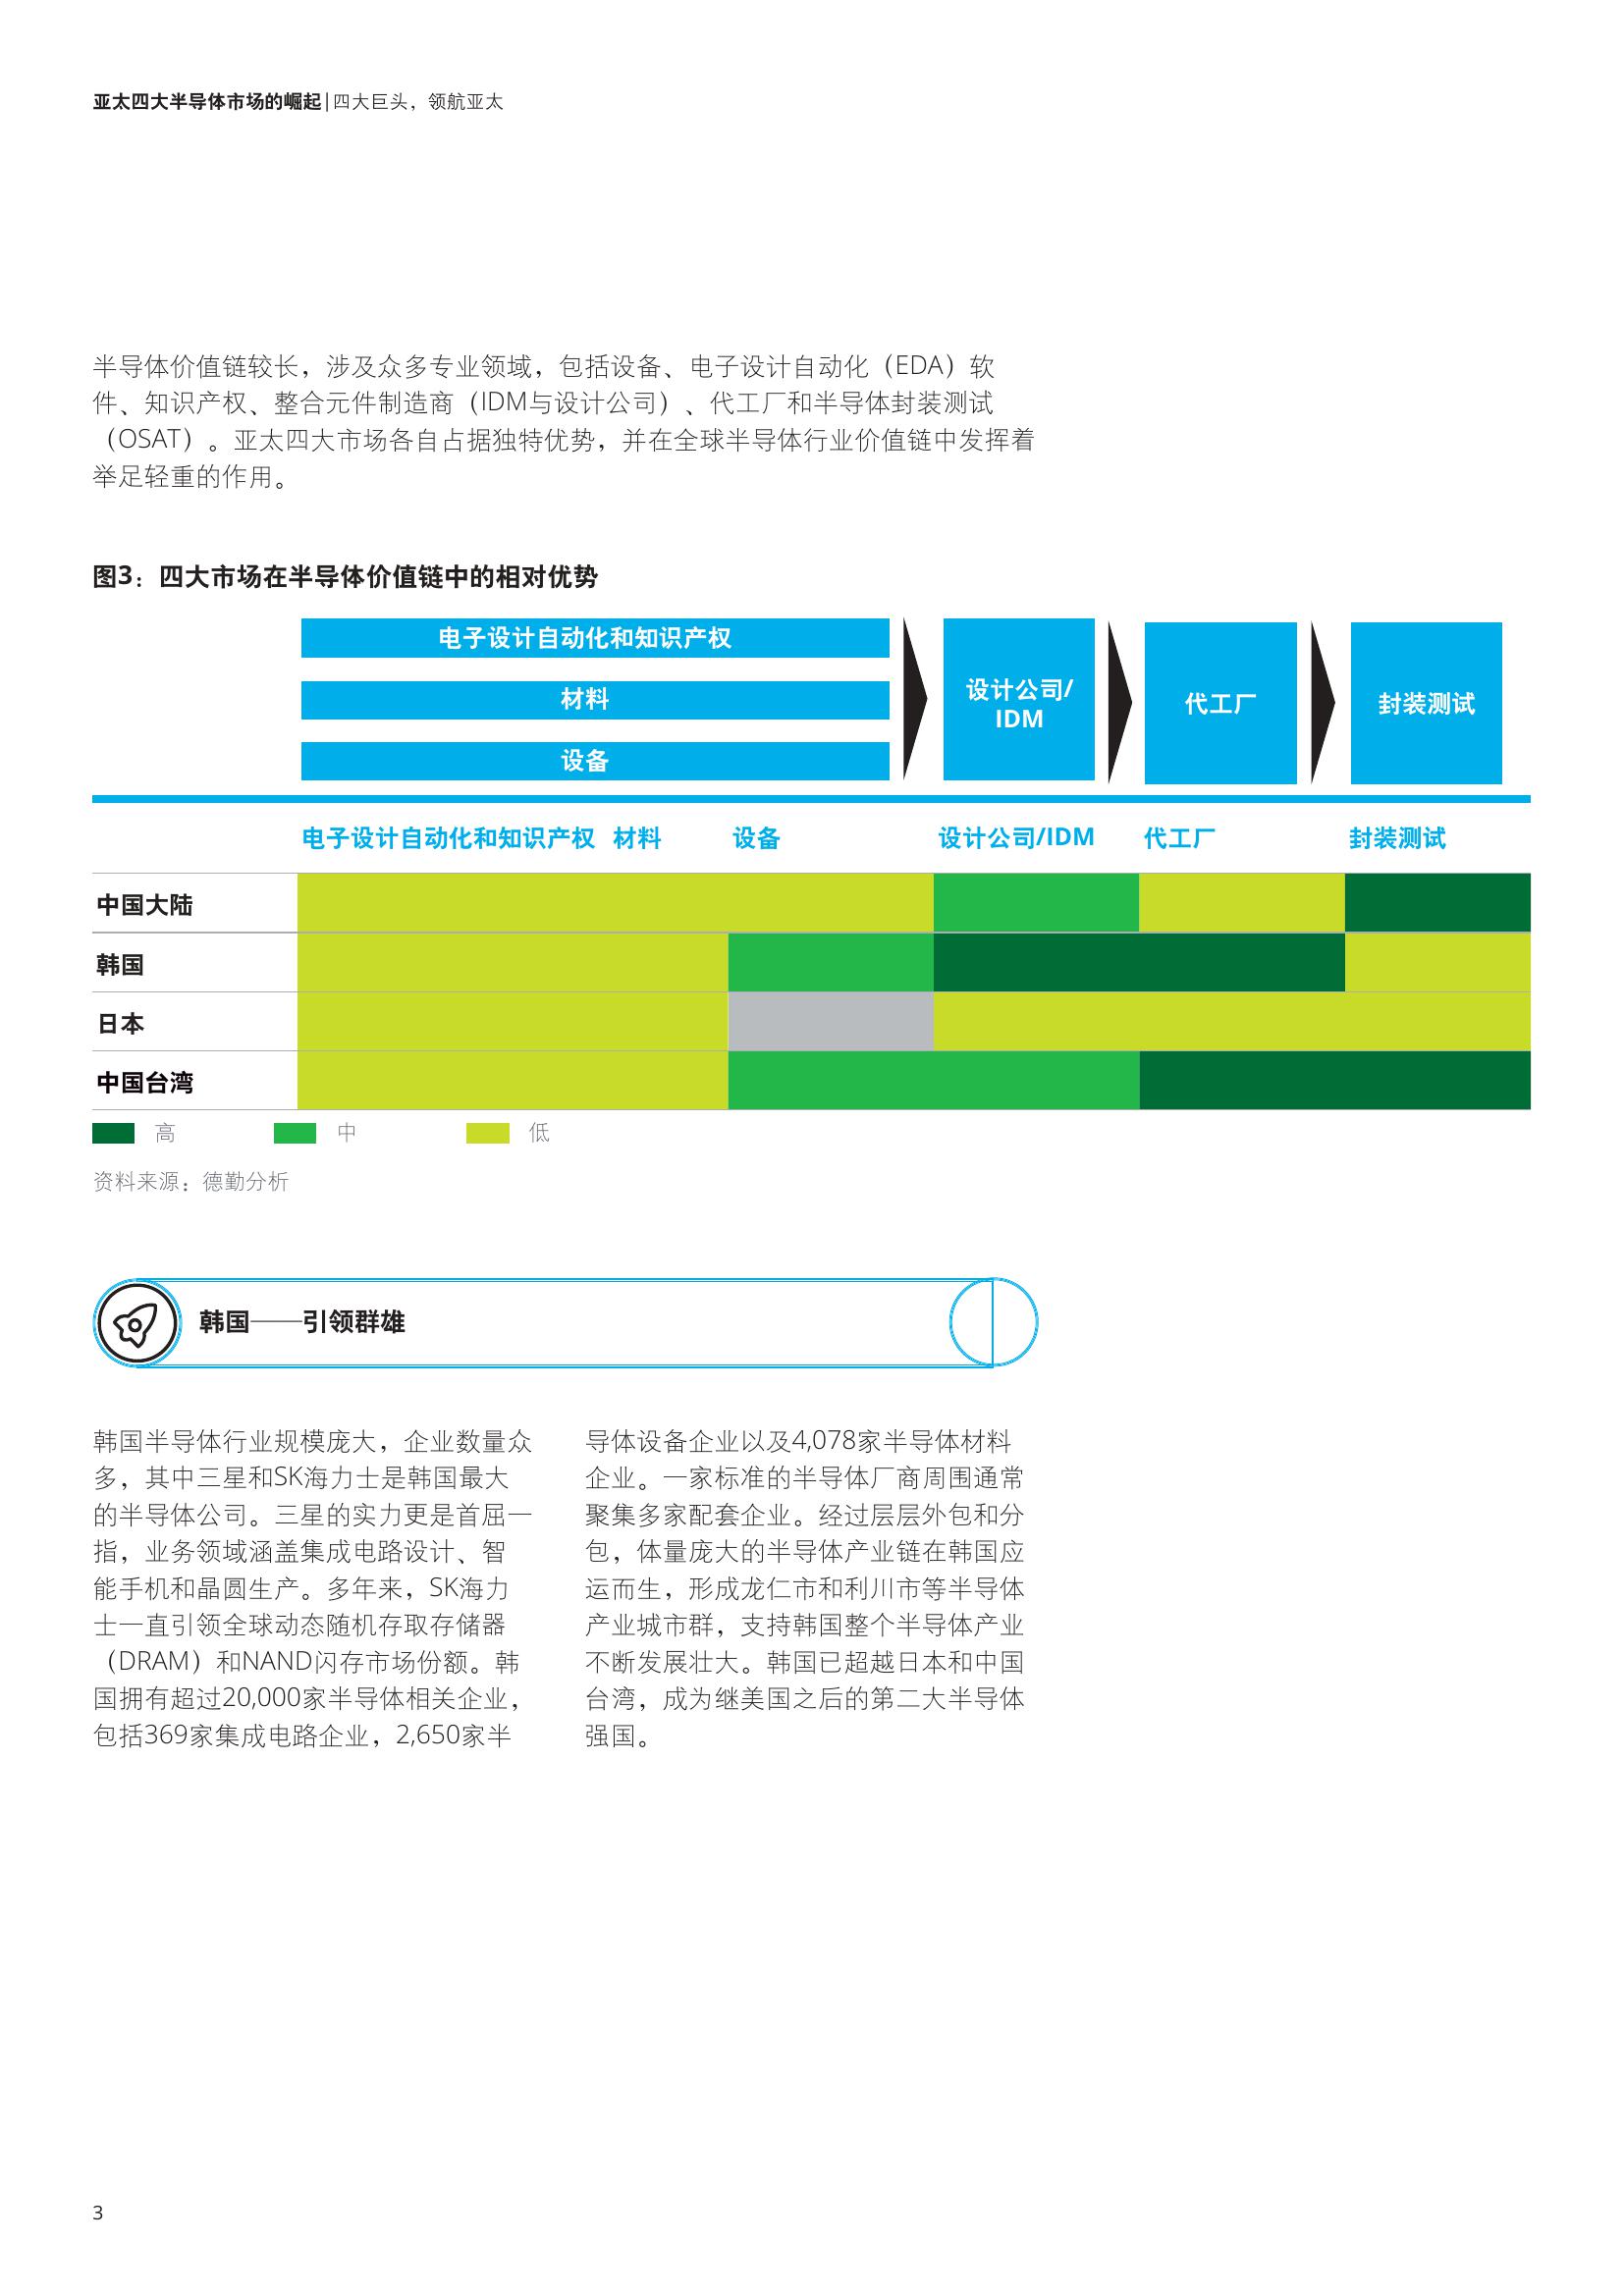 亚太四大半导体市场的崛起|四大巨头，领航亚太
半导体价值链较长，涉及众多专业领域，包括设备、电子设计自动化（EDA）软
件、知识产权、整合元件制造商（IDM与设计公司）、代工厂和半导体封装测试
（OSAT）。亚太四大市场各自占据独特优势，并在全球半导体行业价值链中发挥着
举足轻重的作用。
图3：四大市场在半导体价值链中的相对优势
电子设计自动化和知识产权
材料
设备
设计公司/
IDM
代工厂
封装测试
电子设计自动化和知识产权 材料 设备 设计公司/IDM 代工厂 封装测试
中国大陆
韩国
日本
中国台湾
高 中 低
资料来源：德勤分析
韩国——引领群雄
韩国半导体行业规模庞大，企业数量众
多，其中三星和SK海力士是韩国最大
的半导体公司。三星的实力更是首屈一
指，业务领域涵盖集成电路设计、智
能手机和晶圆生产。多年来，SK海力
士一直引领全球动态随机存取存储器
（DRAM）和NAND闪存市场份额。韩
国拥有超过20,000家半导体相关企业，
包括369家集成电路企业，2,650家半
导体设备企业以及4,078家半导体材料
企业。一家标准的半导体厂商周围通常
聚集多家配套企业。经过层层外包和分
包，体量庞大的半导体产业链在韩国应
运而生，形成龙仁市和利川市等半导体
产业城市群，支持韩国整个半导体产业
不断发展壮大。韩国已超越日本和中国
台湾，成为继美国之后的第二大半导体
强国。
3